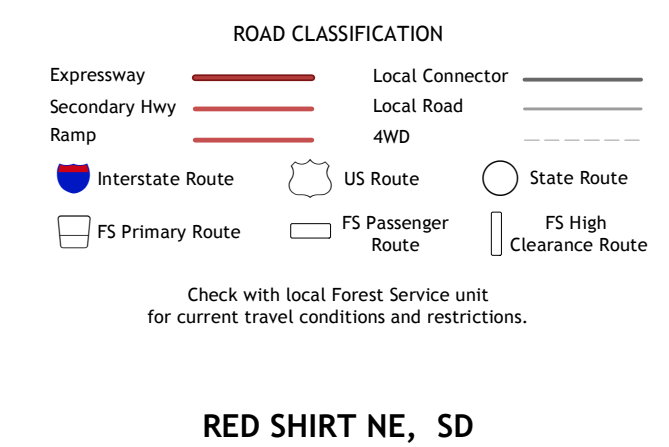 ROAD CLASSIFICATION
Expressway
Local Connector
Secondary Hwy
Local Road
Ramp
4WD
Interstate Route
US Route
State Route
FS Primary Route
FS Passenger
Route
FS High
Clearance Route
Check with local Forest Service unit
for current travel conditions and restrictions.
RED SHIRT NE, SD